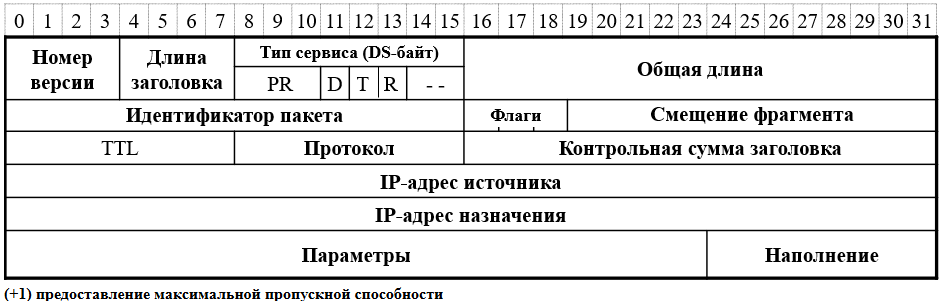 0 1 2 3 4 5 6 7 8 9 10 11 12 13 14 15 16 17 18 19 20 21 22 23 24 25 26 27 28 29 30 31
Номер версии Длина заголовка Тип сервиса (DS-байт) Общая длина
PR D T R - -
Идентификатор пакета Флаги Смещение фрагмента
TTL Протокол Контрольная сумма заголовка
IP-адрес источника
IP-адрес назначения
Параметры Наполнение
(+1) предоставление максимальной пропускной способности